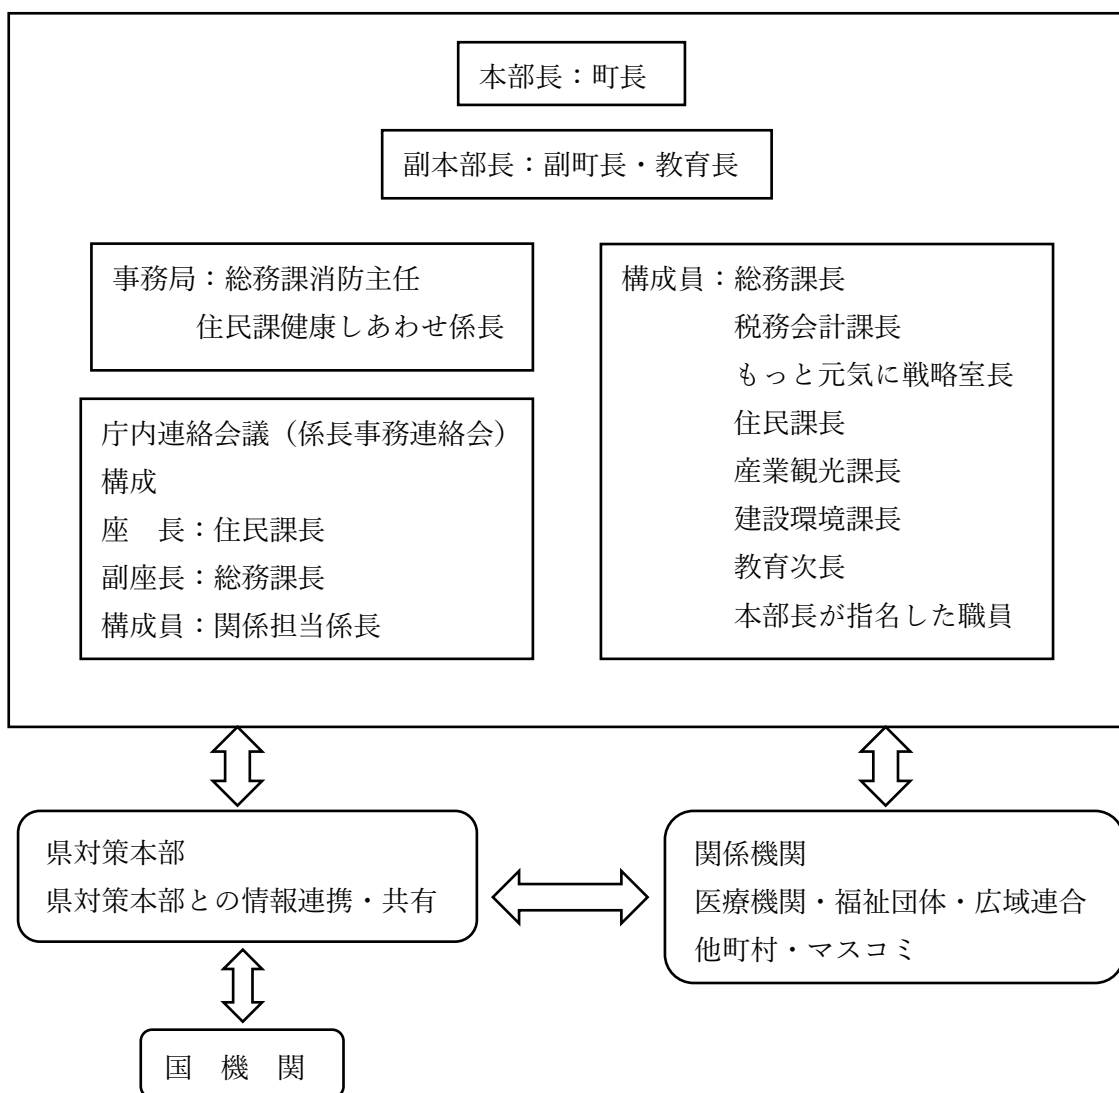 本部長：町長
副本部長：副町長・教育長
事務局：総務課消防主任
住民課健康しあわせ係長
庁内連絡会議（係長事務連絡会）
構成
座　長：住民課長
副座長：総務課長
構成員：関係担当係長
構成員：総務課長
税務会計課長
もっと元気に戦略室長
住民課長
産業観光課長
建設環境課長
教育次長
本部長が指名した職員
県対策本部
県対策本部との情報連携・共有
関係機関
医療機関・福祉団体・広域連合
他町村・マスコミ
国　機　関